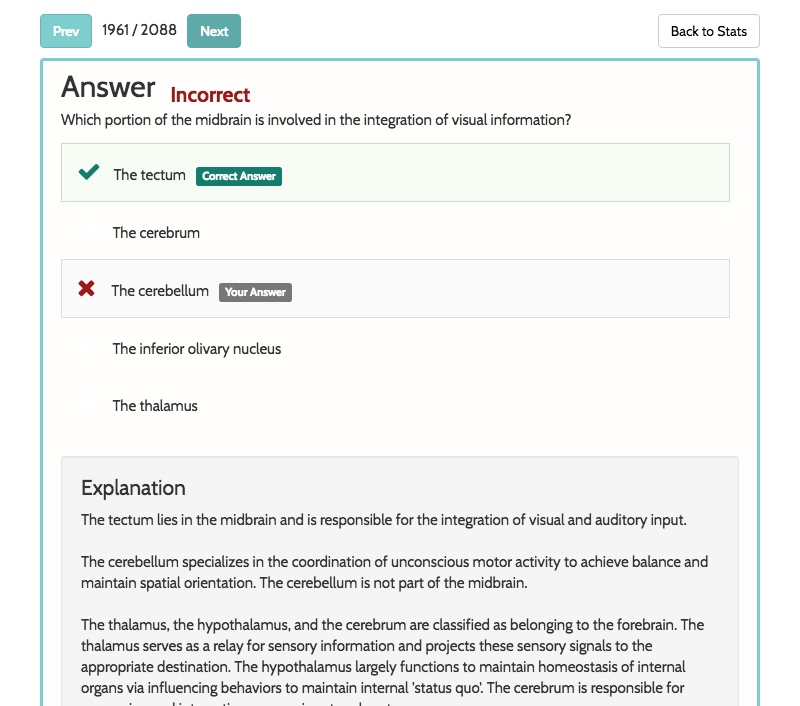 Prev 1961 / 2088 Next Back to Stats
Answer Incorrect
Which portion of the midbrain is involved in the integration of visual information?
The tectum Correct Answer
The cerebrum
The cerebellum Your Answer
The inferior olivary nucleus
The thalamus
Explanation
The tectum lies in the midbrain and is responsible for the integration of visual and auditory input.
The cerebellum specializes in the coordination of unconscious motor activity to achieve balance and
maintain spatial orientation. The cerebellum is not part of the midbrain.
The thalamus, the hypothalamus, and the cerebrum are classified as belonging to the forebrain. The
thalamus serves as a relay for sensory information and projects these sensory signals to the
appropriate destination. The hypothalamus largely functions to maintain homeostasis of internal
organs via influencing behaviors to maintain internal 'status quo'. The cerebrum is responsible for